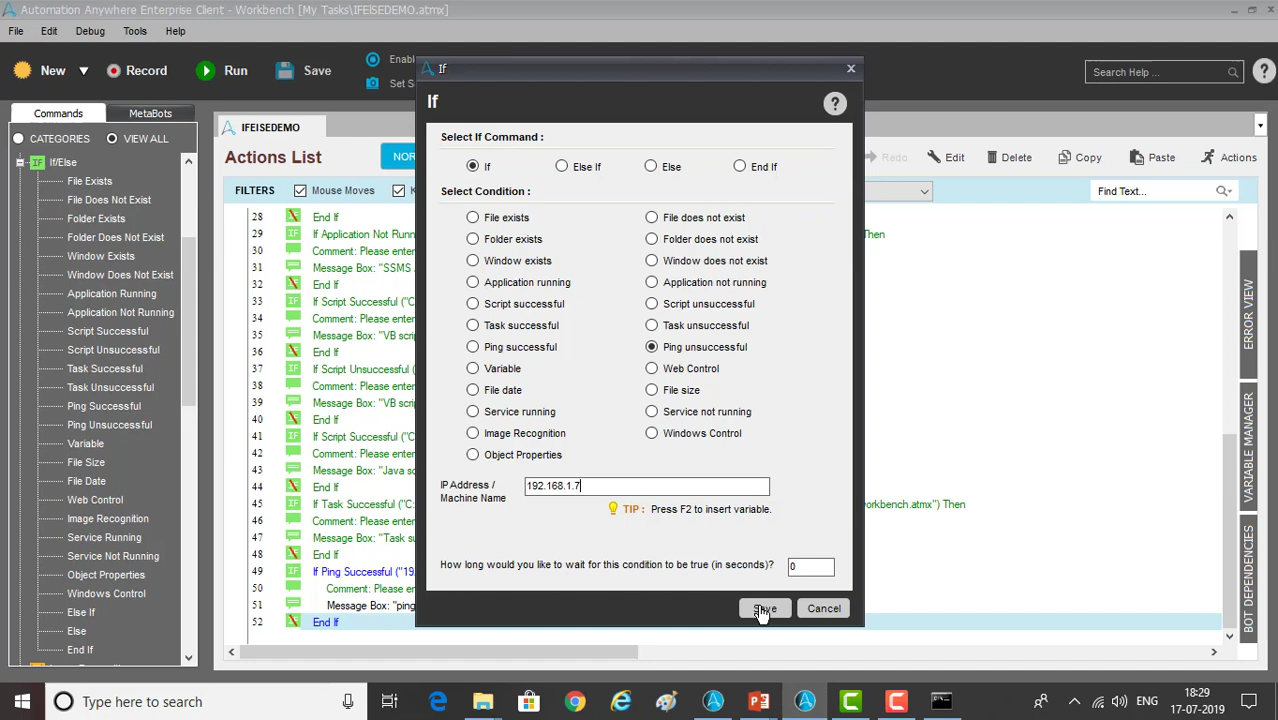 Automation Anywhere Enterprise Client - Workbench [My Tasks\IFElSEDEMO.atmx]
File Edit Debug Tools Help
New Record Run Save
Enabl
Set S
Search Help ...
Commands MetaBots
CATEGORIES VIEW ALL
If/Else
File Exists
File Does Not Exist
Folder Exists
Folder Does Not Exist
Window Exists
Window Does Not Exist
Application Running
Application Not Running
Script Successful
Script Unsuccessful
Task Successful
Task Unsuccessful
Ping Successful
Ping Unsuccessful
Variable
File Size
File Date
Web Control
Image Recognition
Service Running
Service Not Running
Object Properties
Windows Control
Else If
Else
End If
IFElSEDEMO
Actions List
NOR
Redo Edit Delete Copy Paste Actions
FILTERS Mouse Moves K
Find Text...
28 End If
29 If Application Not Runn Then
30 Comment: Please enter
31 Message Box: "SSMS
32 End If
33 If Script Successful ("C:
34 Comment: Please enter
35 Message Box: "VB scrip
36 End If
37 If Script Unsuccessful (
38 Comment: Please enter
39 Message Box: "VB scrip
40 End If
41 If Script Successful ("C:
42 Comment: Please enter
43 Message Box: "Java sc
44 End If
45 If Task Successful ("C: workbench.atmx") Then
46 Comment: Please enter
47 Message Box: "Task su
48 End If
49 If Ping Successful ("19
50 Comment: Please en
51 Message Box: "ping
52 End If
If
If
Select If Command :
If Else If Else End If
Select Condition :
File exists File does not exist
Folder exists Folder does not exist
Window exists Window does not exist
Application running Application not running
Script successful Script unsuccessful
Task successful Task unsuccessful
Ping successful Ping unsuccessful
Variable Web Control
File date File size
Service running Service not running
Image Recognition Windows Control
Object Properties
IP Address / Machine Name 192.168.1.7
TIP : Press F2 to insert variable.
How long would you like to wait for this condition to be true (in seconds)? 0
Save Cancel
ERROR VIEW
VARIABLE MANAGER
BOT DEPENDENCIES
Type here to search
ENG
18:29
17-07-2019